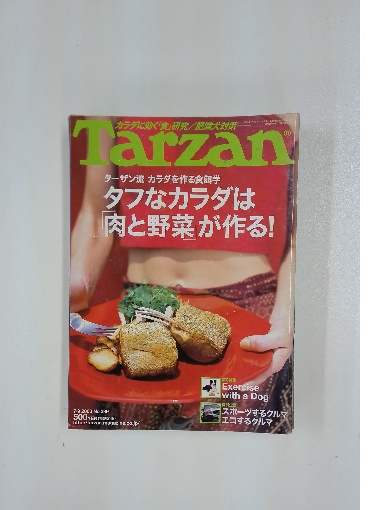 カラダに効く「食」研究／肥満犬対策
Tarzan
ターザン流 カラダを作る食餌学
タフなカラダは
「肉と野菜」が作る!
Exercise
with a Dog
スポーツするクルマ
エコするクルマ
500